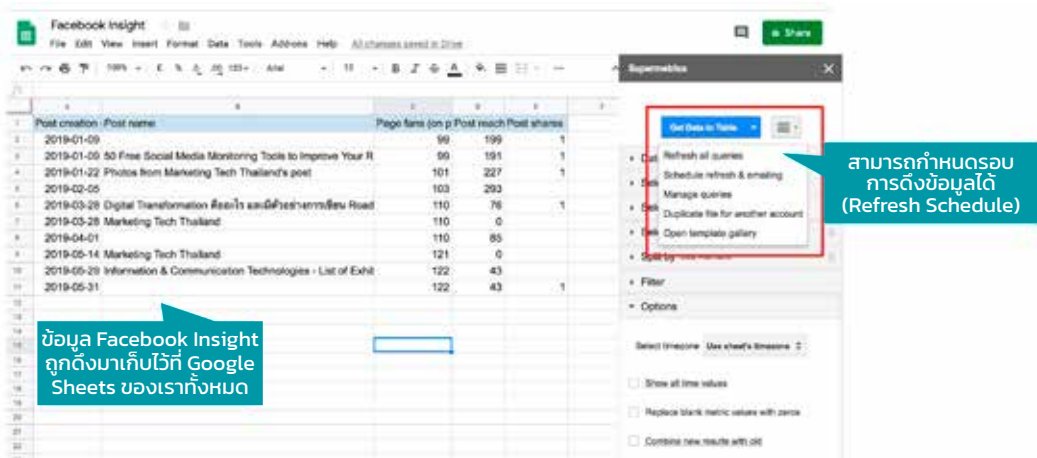 Facebook Insight
File Edit View Insert Format Data Tools Add-ons Help All changes saved in Drive
Share
100% £ % .0 .00 123 Arial 10 B I S A
Supermetrics
Post creation Post name Page fans (on p Post reach Post shares
2019-01-09 99 199 1
2019-01-09 50 Free Social Media Monitoring Tools to Improve Your R 99 191 1
2019-01-22 Photos from Marketing Tech Thailand's post 101 227 1
2019-02-05 103 293
2019-03-28 Digital Transformation คืออะไร และมีตัวอย่างการเขียน Road 110 76 1
2019-03-28 Marketing Tech Thailand 110 0
2019-04-01 110 85
2019-05-14 Marketing Tech Thailand 121 0
2019-05-29 Information & Communication Technologies - List of Exhib 122 43
2019-05-31 122 43 1
Get Data to Table
Refresh all queries
Schedule refresh & emailing
Manage queries
Duplicate file for another account
Open template gallery
Split by
Filter
Options
Select timezone Use sheet's timezone
Show all time values
Replace blank metric values with zeros
Combine new results with old
สามารถกำหนดรอบ
การดึงข้อมูลได้
(Refresh Schedule)
ข้อมูล Facebook Insight
ถูกดึงมาเก็บไว้ที่ Google
Sheets ของเราทั้งหมด